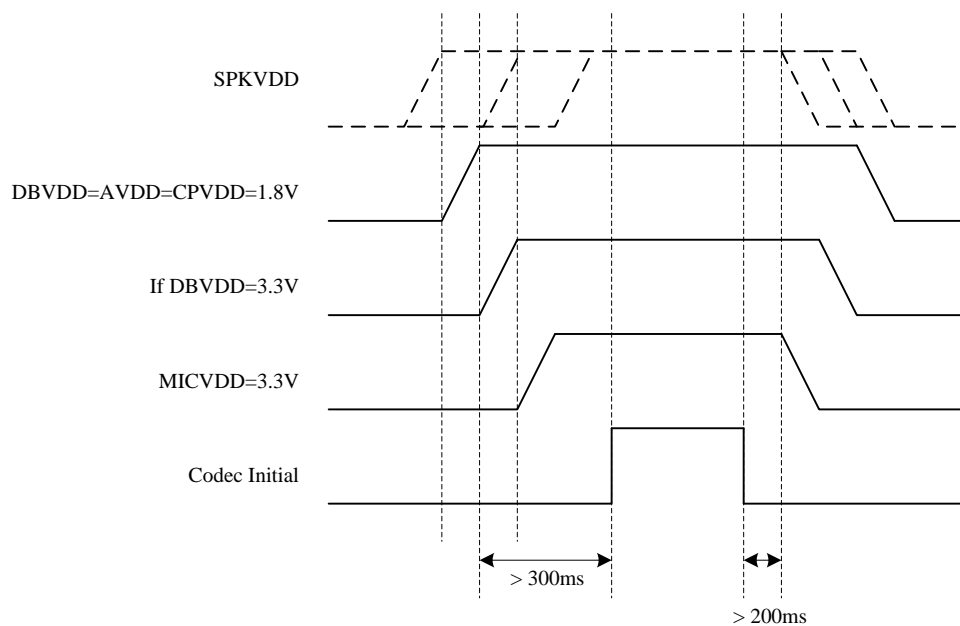 SPKVDD
DBVDD=AVDD=CPVDD=1.8V
If DBVDD=3.3V
MICVDD=3.3V
Codec Initial
> 300ms
> 200ms